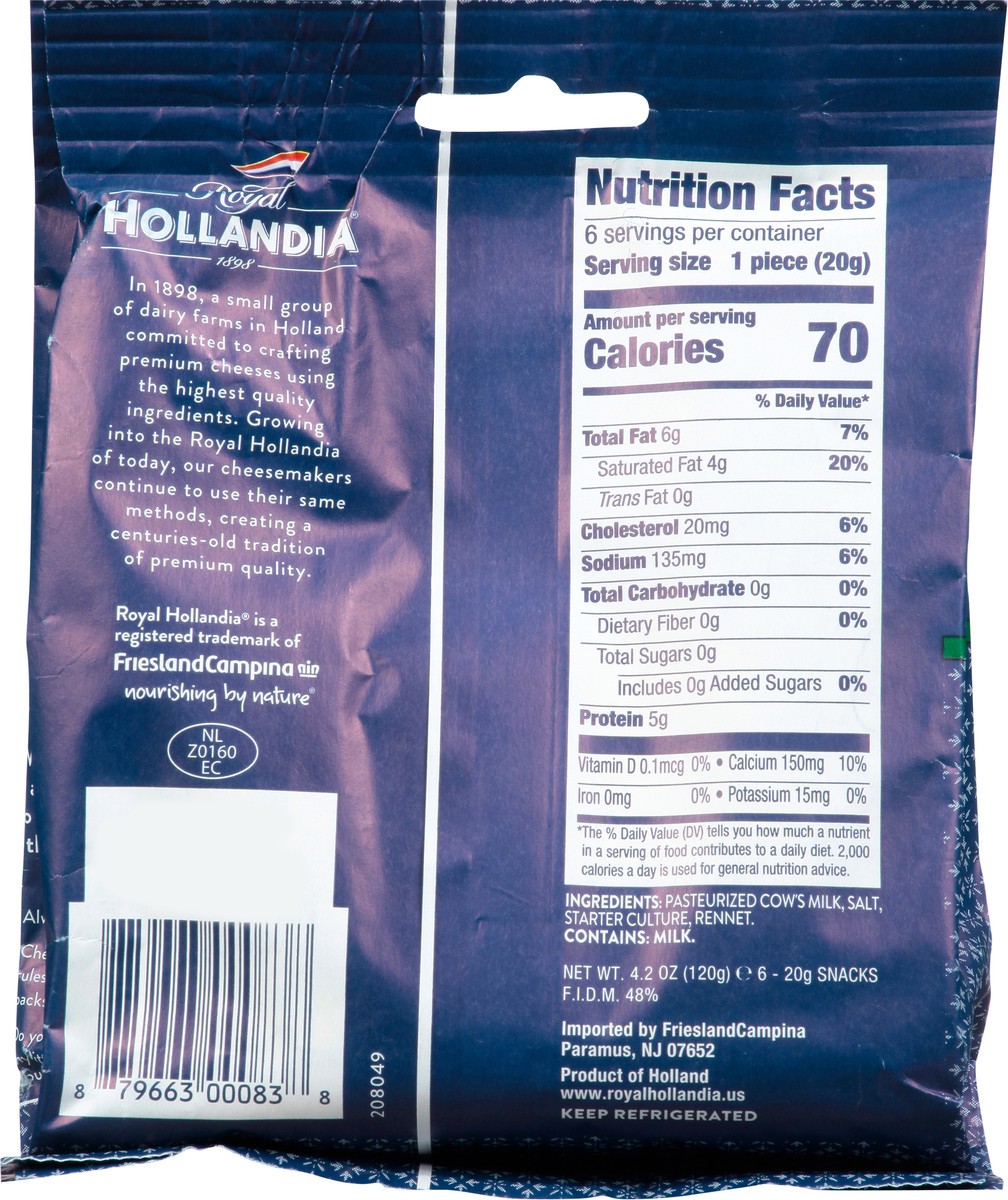 Royal
HOLLANDIA®
1898
In 1898, a small group
of dairy farms in Holland
committed to crafting
premium cheeses using
the highest quality
ingredients. Growing
into the Royal Hollandia
of today, our cheesemakers
continue to use their same
methods, creating a
centuries-old tradition
of premium quality.
Royal Hollandia® is a
registered trademark of
FrieslandCampina
nourishing by nature®
NL
Z0160
EC
8 79663 00083 8
208049
Nutrition Facts
6 servings per container
Serving size 1 piece (20g)
Amount per serving
Calories 70
% Daily Value*
Total Fat 6g 7%
Saturated Fat 4g 20%
Trans Fat 0g
Cholesterol 20mg 6%
Sodium 135mg 6%
Total Carbohydrate 0g 0%
Dietary Fiber 0g 0%
Total Sugars 0g
Includes 0g Added Sugars 0%
Protein 5g
Vitamin D 0.1mcg 0% • Calcium 150mg 10%
Iron 0mg 0% • Potassium 15mg 0%
*The % Daily Value (DV) tells you how much a nutrient
in a serving of food contributes to a daily diet. 2,000
calories a day is used for general nutrition advice.
INGREDIENTS: PASTEURIZED COW'S MILK, SALT,
STARTER CULTURE, RENNET.
CONTAINS: MILK.
NET WT. 4.2 OZ (120g) ℮ 6 - 20g SNACKS
F.I.D.M. 48%
Imported by FrieslandCampina
Paramus, NJ 07652
Product of Holland
www.royalhollandia.us
KEEP REFRIGERATED